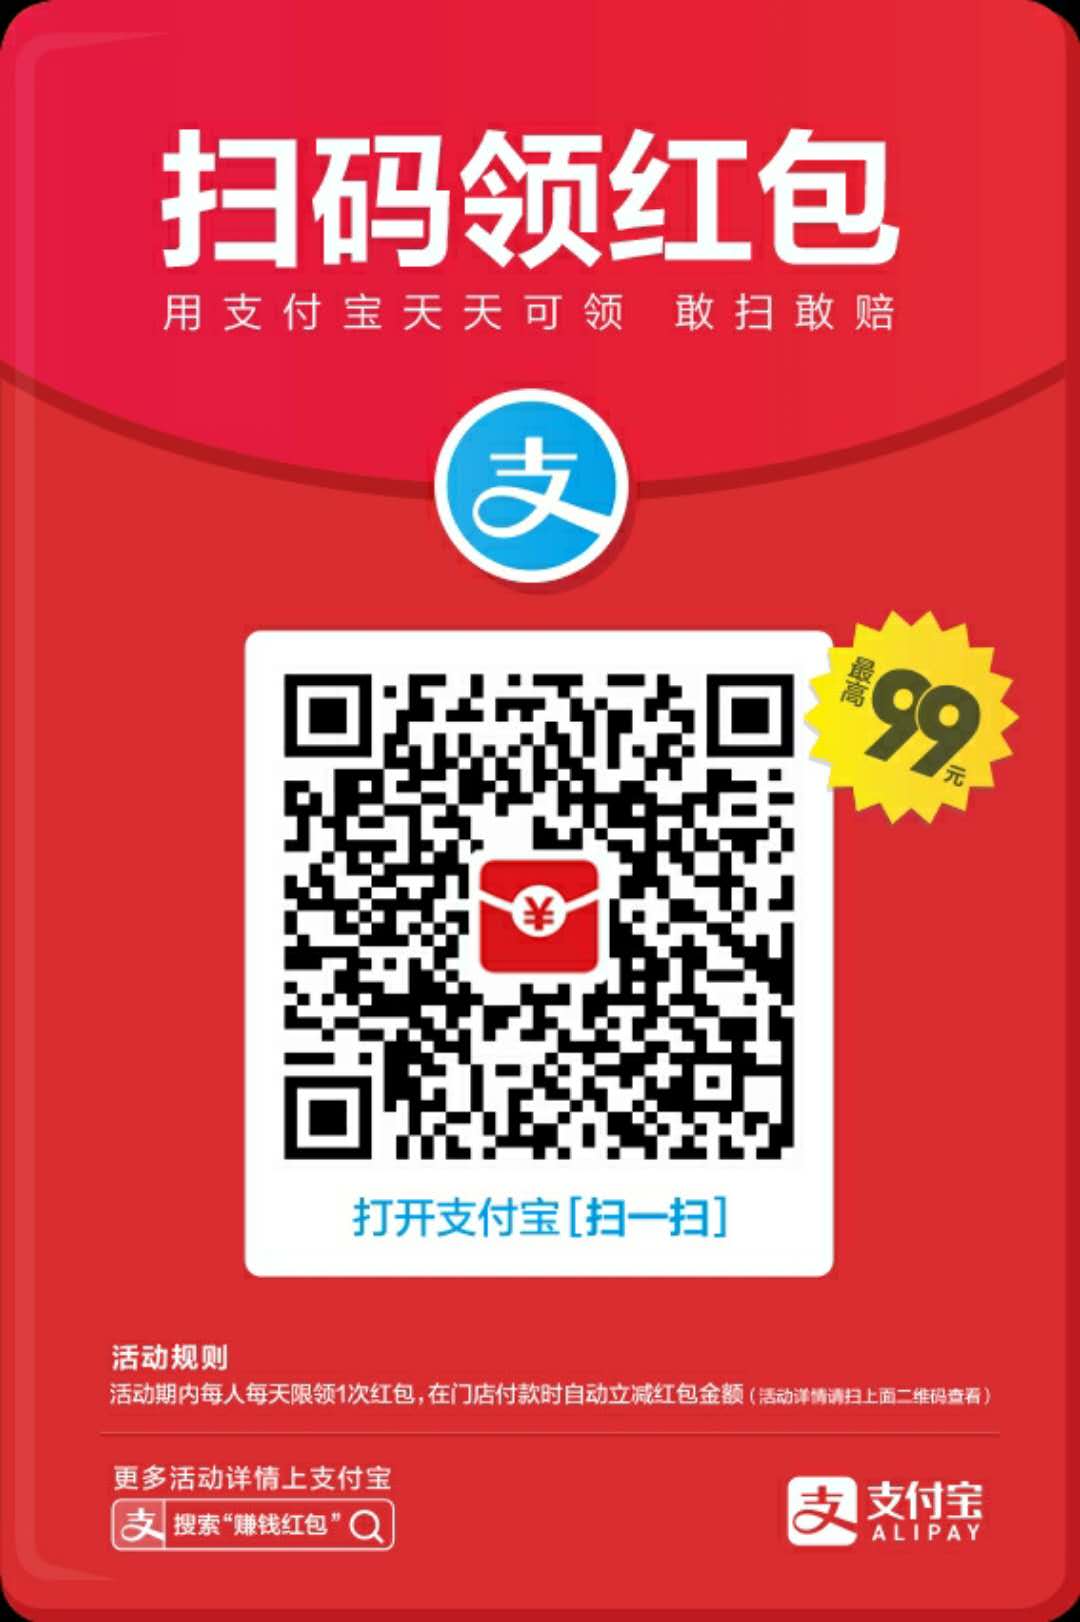 扫码领红包
用支付宝天天可领 敢扫敢赔
支
最高99元
¥
打开支付宝[扫一扫]
活动规则
活动期内每人每天限领1次红包，在门店付款时自动立减红包金额（活动详情请扫上面二维码查看）
更多活动详情上支付宝
支 搜索“赚钱红包”
支 支付宝
ALIPAY